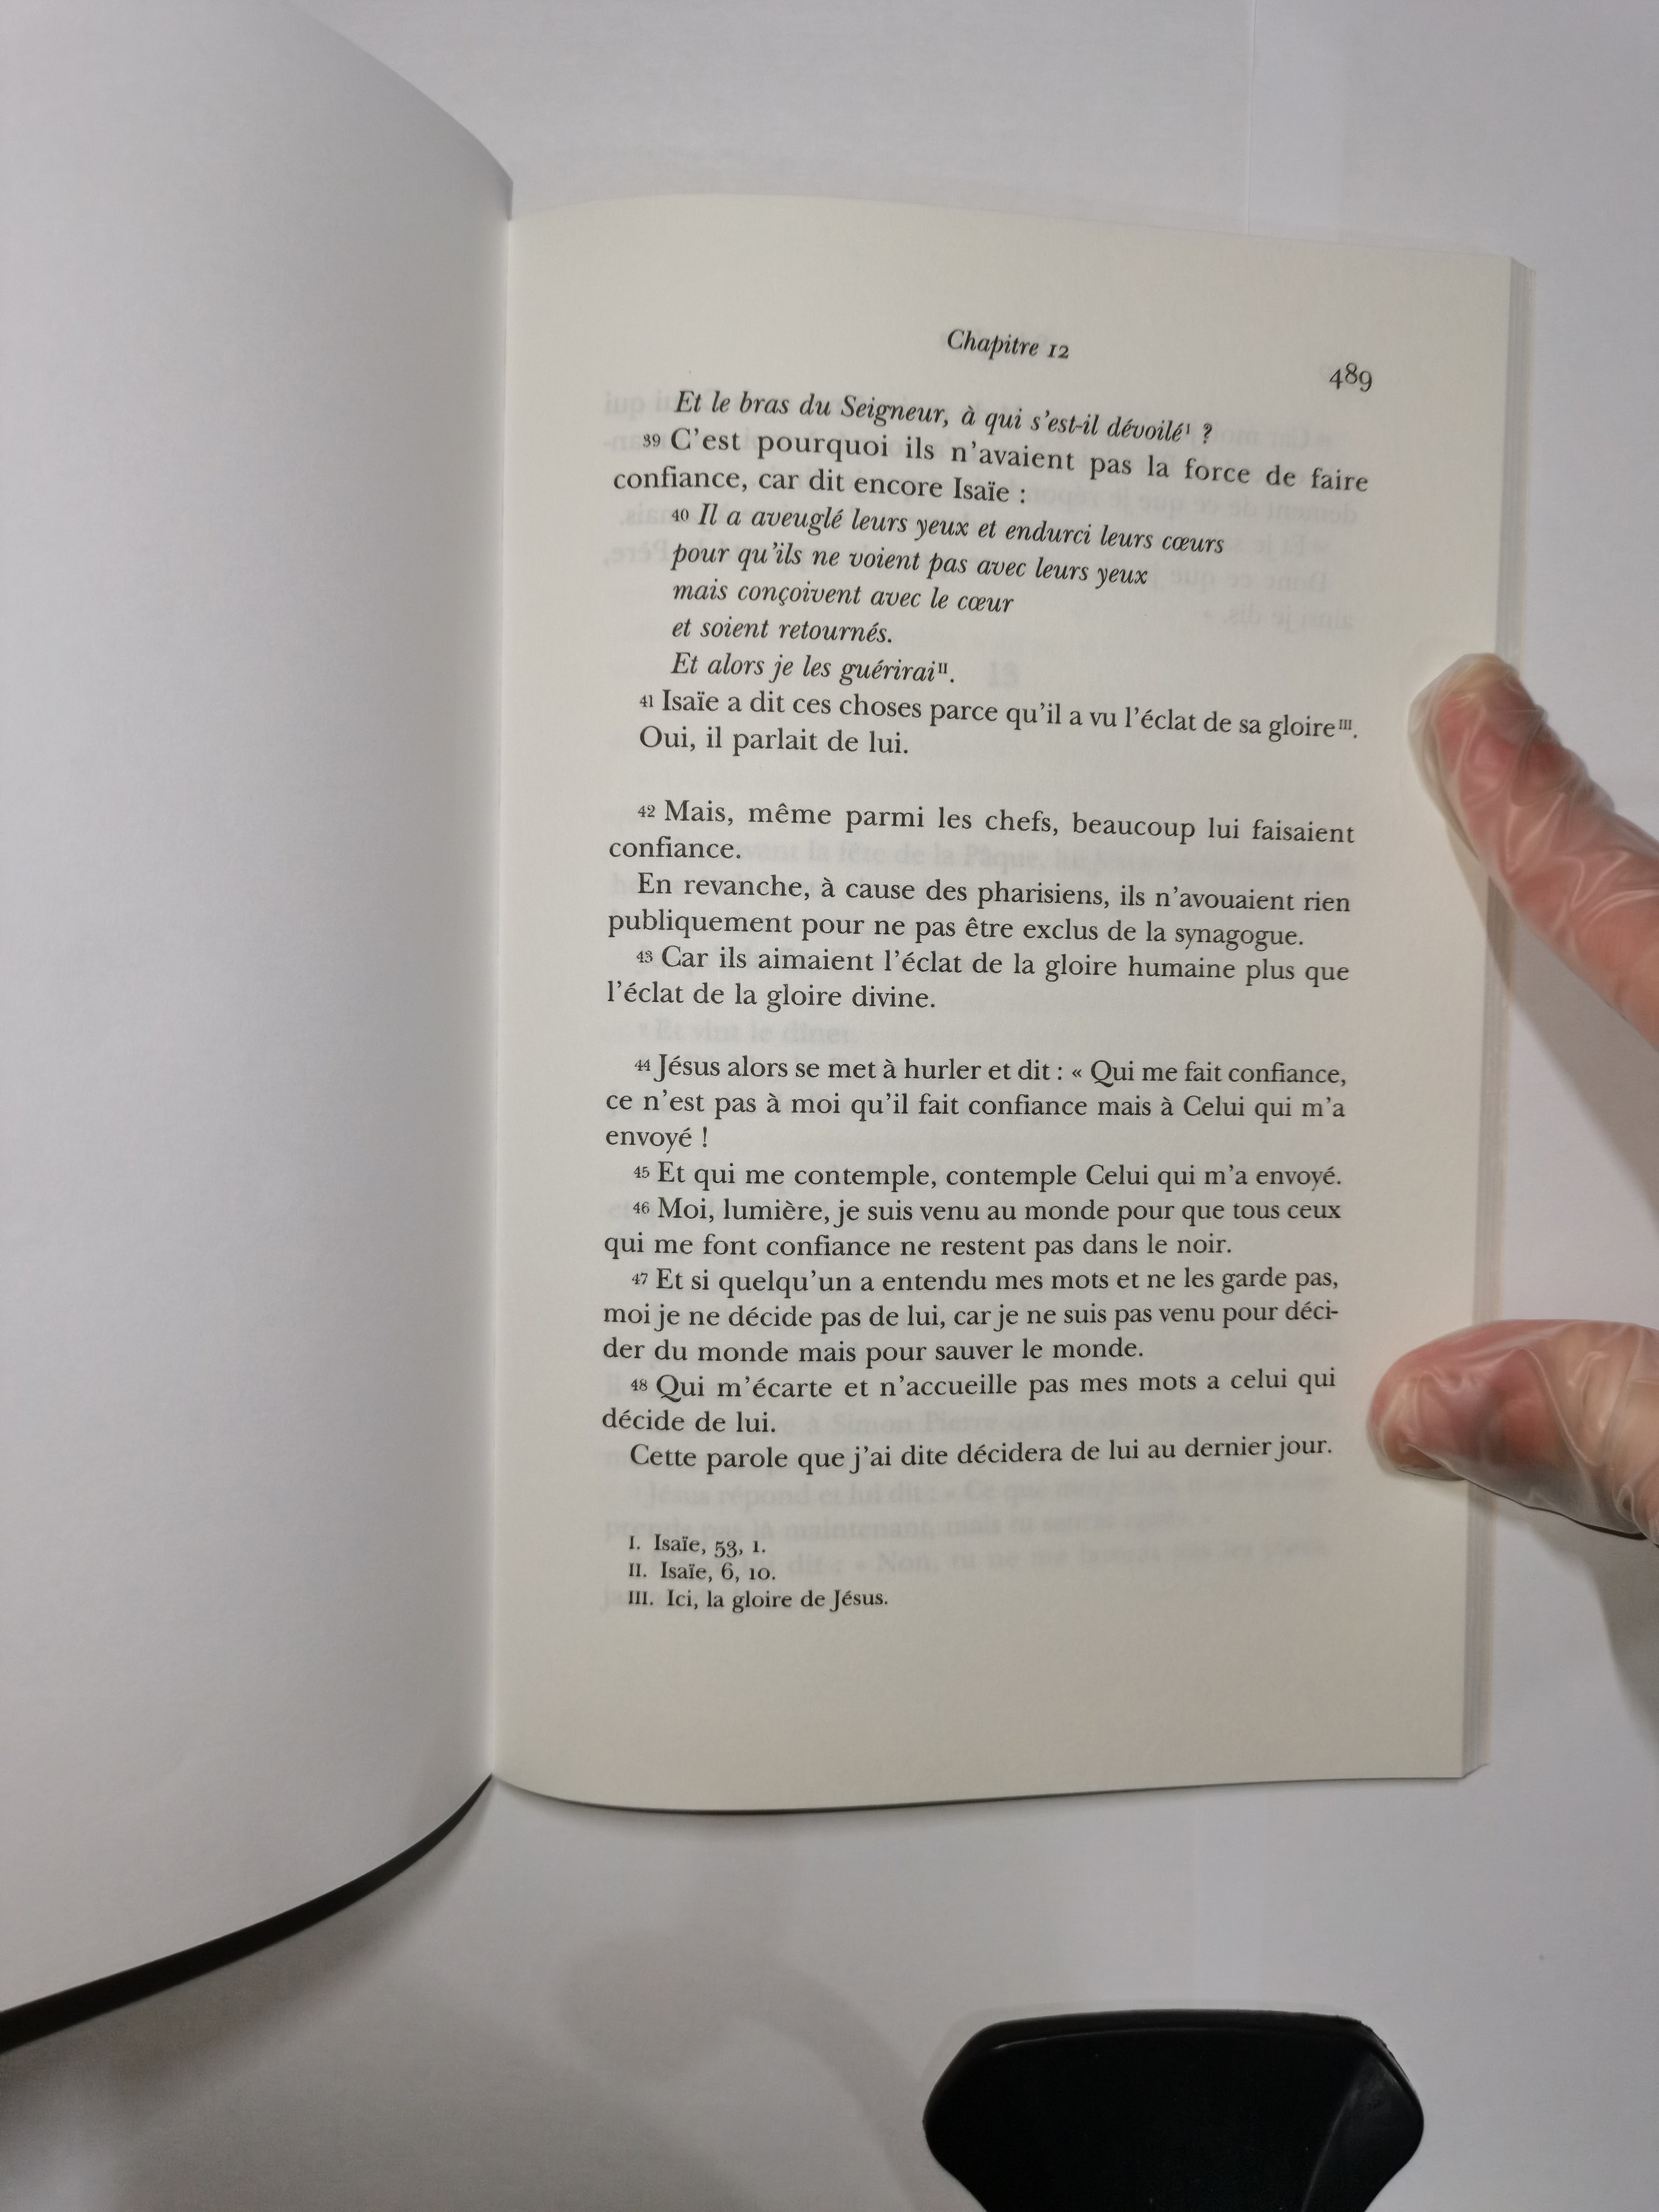 Chapitre 12
489
Et le bras du Seigneur, à qui s'est-il dévoilé I ?
39 C'est pourquoi ils n'avaient pas la force de faire
confiance, car dit encore Isaïe :
40 Il a aveuglé leurs yeux et endurci leurs cœurs
pour qu'ils ne voient pas avec leurs yeux
mais conçoivent avec le cœur
et soient retournés.
Et alors je les guérirai II.
41 Isaïe a dit ces choses parce qu'il a vu l'éclat de sa gloire III.
Oui, il parlait de lui.
42 Mais, même parmi les chefs, beaucoup lui faisaient
confiance.
En revanche, à cause des pharisiens, ils n'avouaient rien
publiquement pour ne pas être exclus de la synagogue.
43 Car ils aimaient l'éclat de la gloire humaine plus que
l'éclat de la gloire divine.
44 Jésus alors se met à hurler et dit : « Qui me fait confiance,
ce n'est pas à moi qu'il fait confiance mais à Celui qui m'a
envoyé !
45 Et qui me contemple, contemple Celui qui m'a envoyé.
46 Moi, lumière, je suis venu au monde pour que tous ceux
qui me font confiance ne restent pas dans le noir.
47 Et si quelqu'un a entendu mes mots et ne les garde pas,
moi je ne décide pas de lui, car je ne suis pas venu pour déci-
der du monde mais pour sauver le monde.
48 Qui m'écarte et n'accueille pas mes mots a celui qui
décide de lui.
Cette parole que j'ai dite décidera de lui au dernier jour.
I. Isaïe, 53, 1.
II. Isaïe, 6, 10.
III. Ici, la gloire de Jésus.